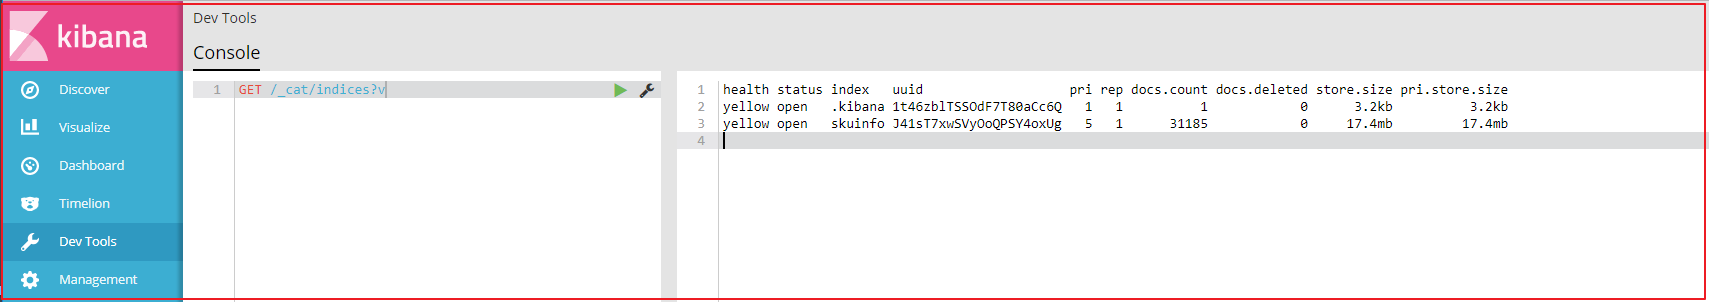 kibana
Discover
Visualize
Dashboard
Timelion
Dev Tools
Management
Dev Tools
Console
1 GET /_cat/indices?v
1 health status index uuid pri rep docs.count docs.deleted store.size pri.store.size
2 yellow open .kibana 1t46zblTSSOdF7T80aCc6Q 1 1 1 0 3.2kb 3.2kb
3 yellow open skuinfo J41sT7xwSVyOoQPSY4oxUg 5 1 31185 0 17.4mb 17.4mb
4